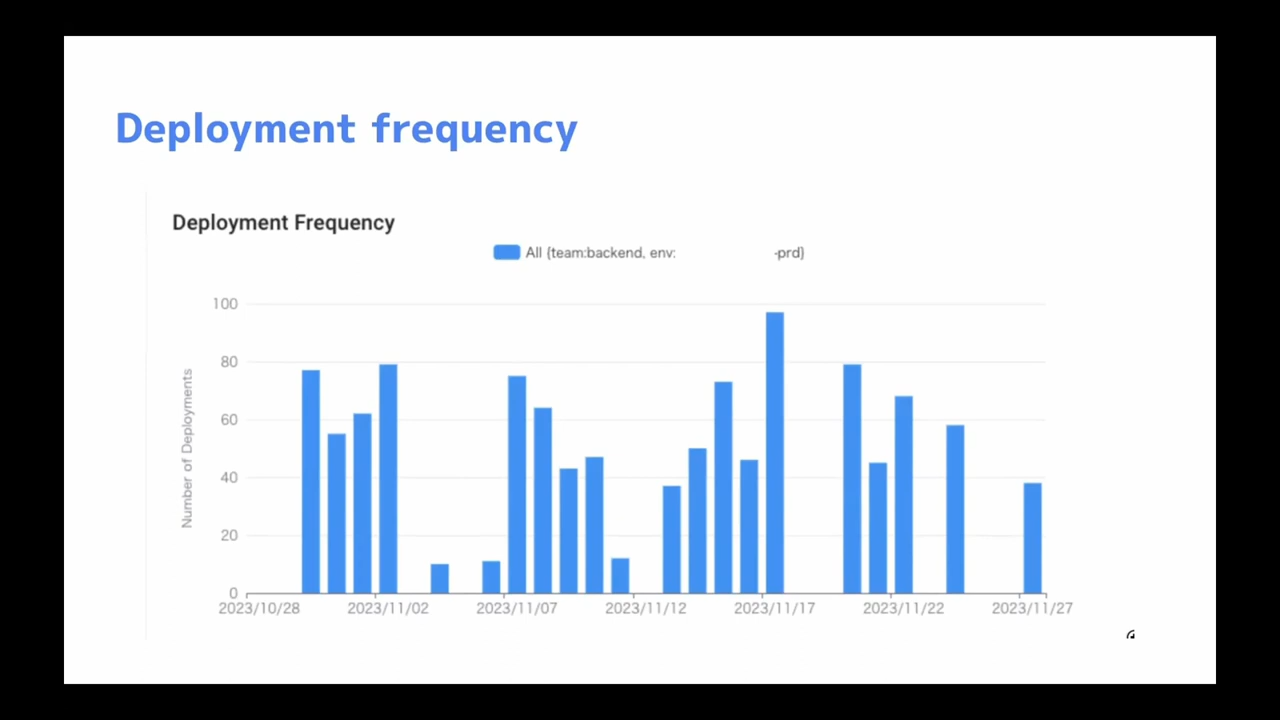 Deployment frequency
Deployment Frequency
All {team:backend, env: -prd}
Number of Deployments
100
80
60
40
20
0
2023/10/28 2023/11/02 2023/11/07 2023/11/12 2023/11/17 2023/11/22 2023/11/27